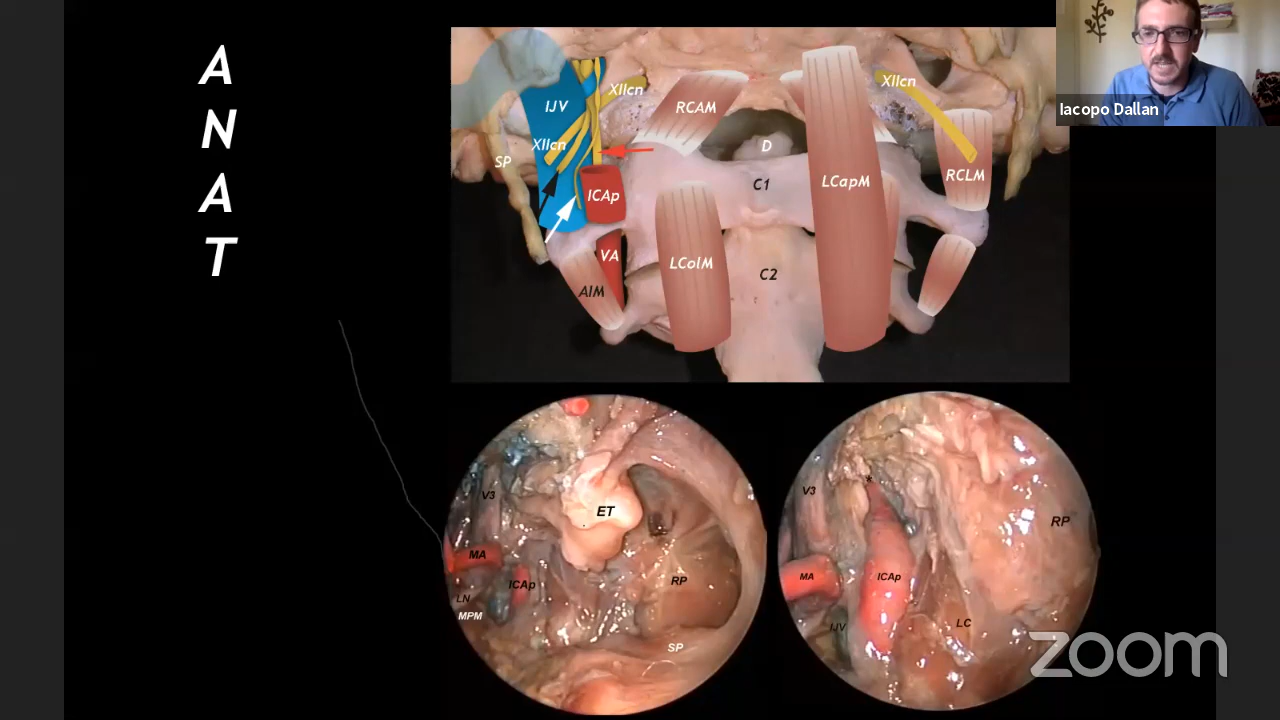 A
N
A
T
IJV
XIIcn
XIIcn
SP
ICAp
VA
AIM
RCAM
D
C1
LColM
C2
LCapM
XIIcn
RCLM
Iacopo Dallan
V3
ET
MA
ICAp
LN
MPM
RP
SP
*
V3
RP
MA
ICAp
IJV
LC
zoom